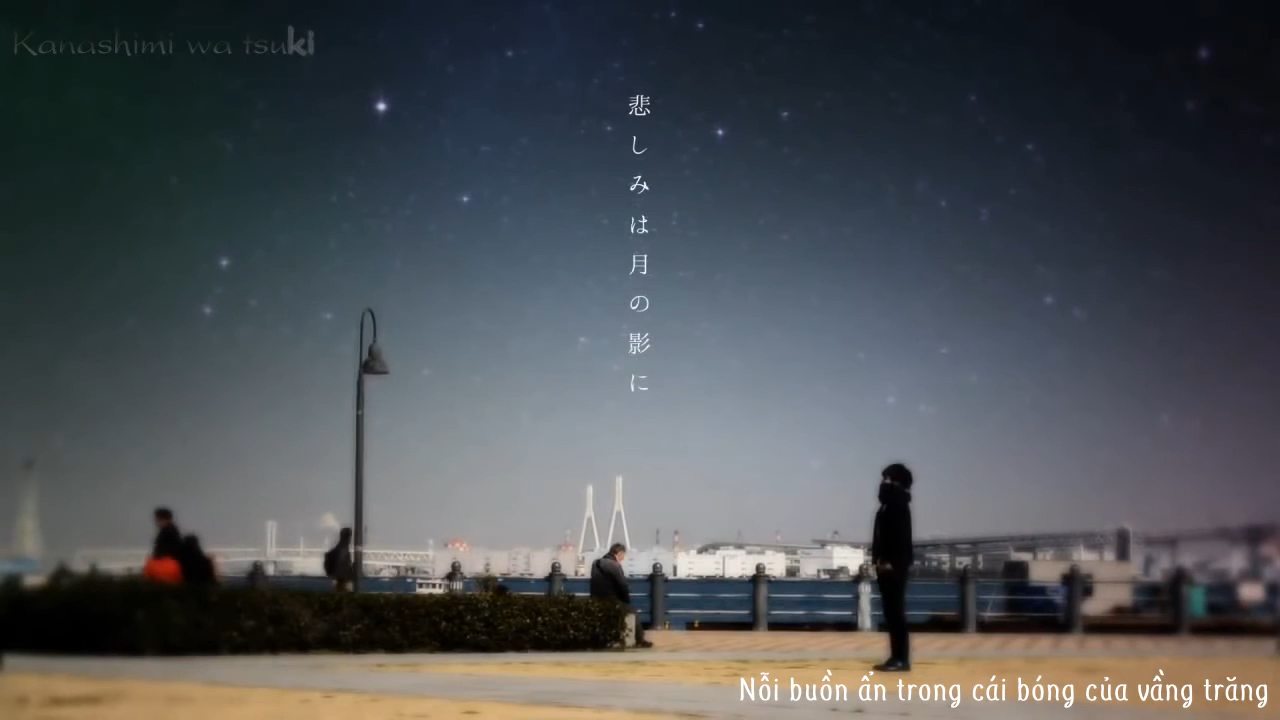 Kanashimi wa tsuki
悲しみは月の影に
Nỗi buồn ẩn trong cái bóng của vầng trăng